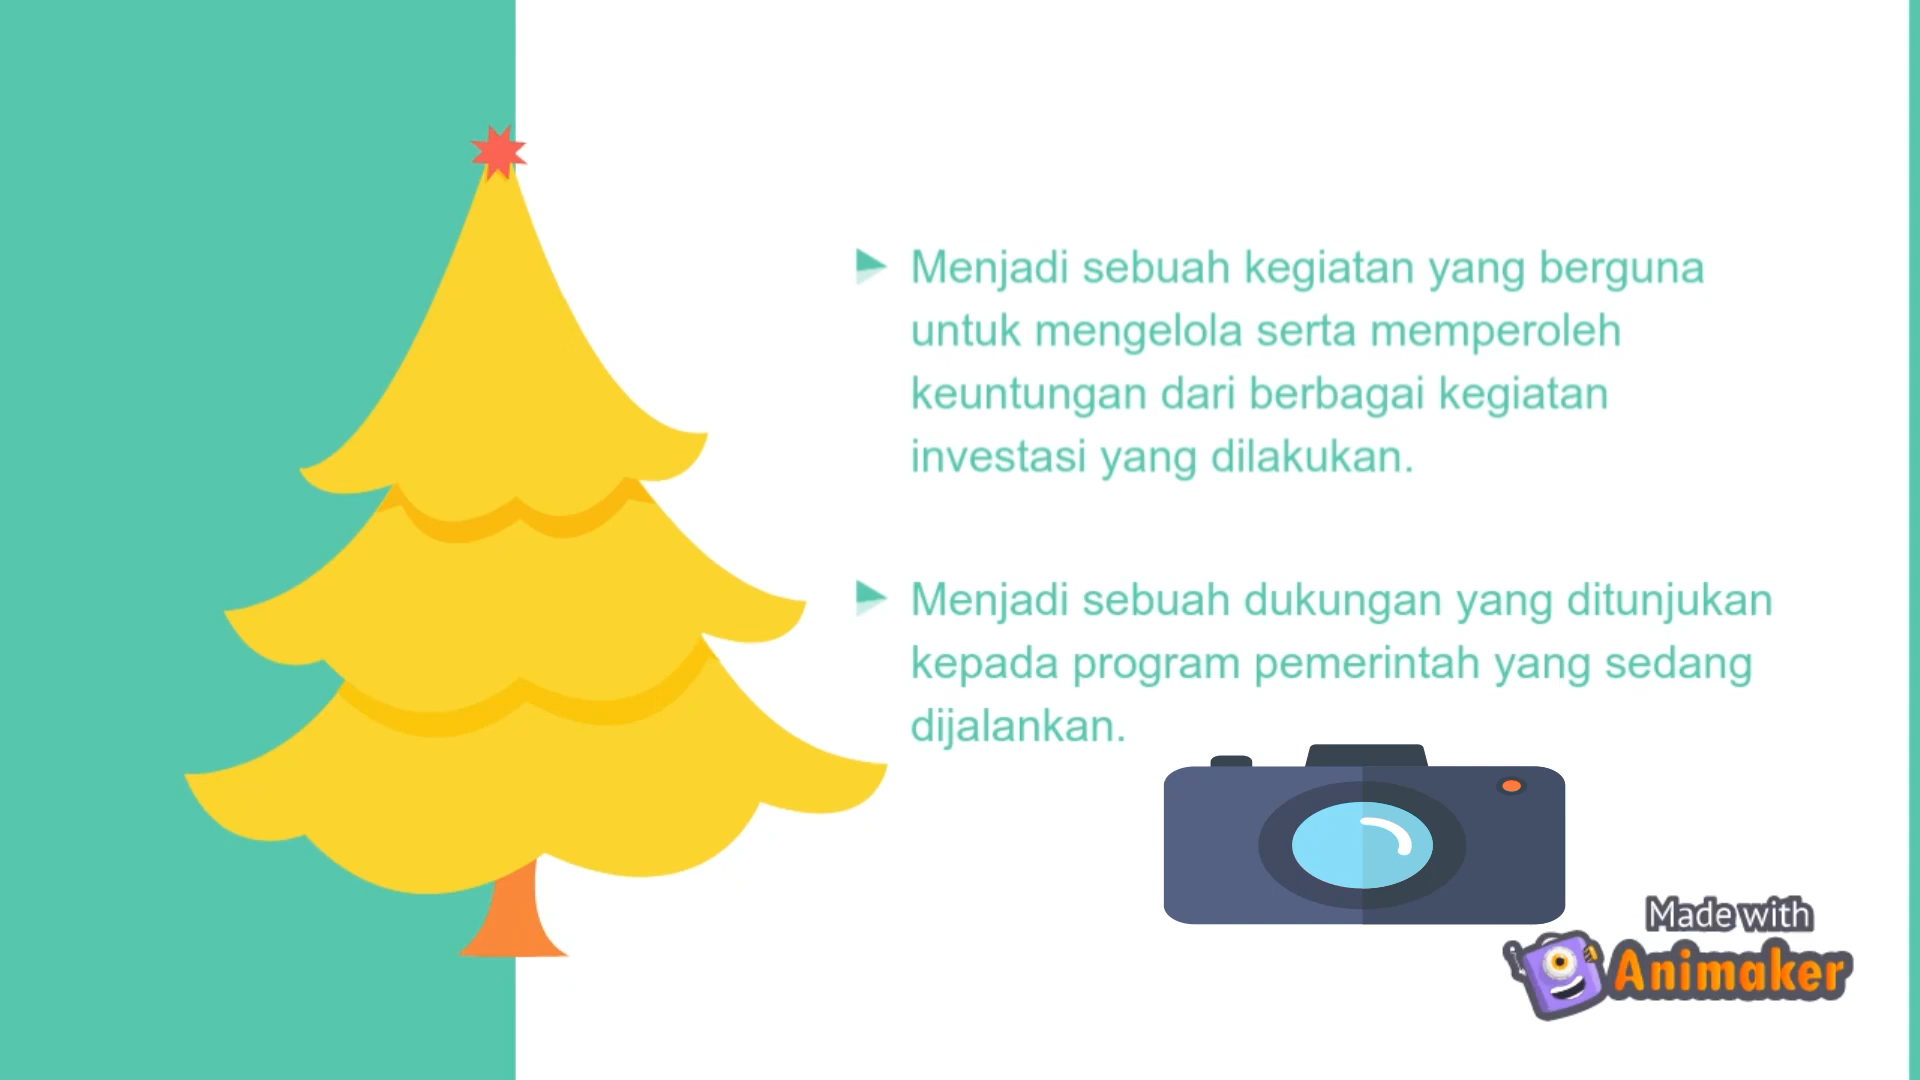 Menjadi sebuah kegiatan yang berguna
untuk mengelola serta memperoleh
keuntungan dari berbagai kegiatan
investasi yang dilakukan.
Menjadi sebuah dukungan yang ditunjukan
kepada program pemerintah yang sedang
dijalankan.
Made with
Animaker